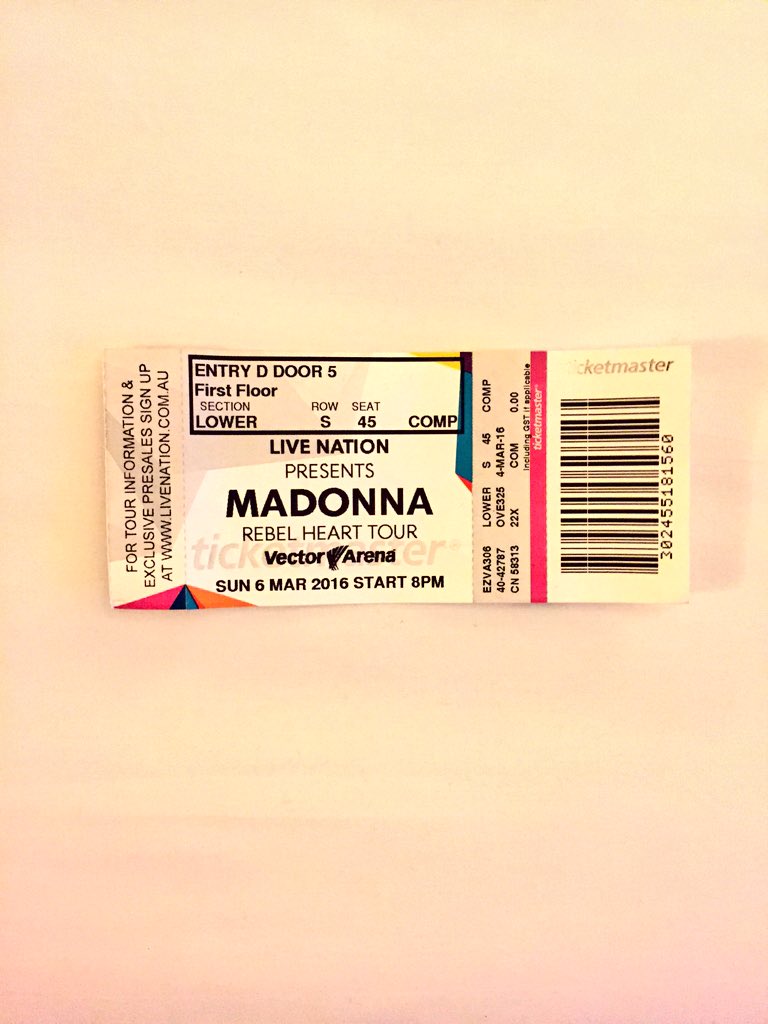 FOR TOUR INFORMATION &
EXCLUSIVE PRESALES SIGN UP
AT WWW.LIVENATION.COM.AU
ENTRY D DOOR 5
First Floor
SECTION ROW SEAT
LOWER S 45 COMP
LIVE NATION
PRESENTS
MADONNA
REBEL HEART TOUR
ticketmaster®
Vector Arena
SUN 6 MAR 2016 START 8PM
EZVA306 LOWER S 45 COMP
40-42787 OVE325 4-MAR-16
CN 58313 22X COM 0.00
including GST if applicable
ticketmaster®
ticketmaster
302455181560